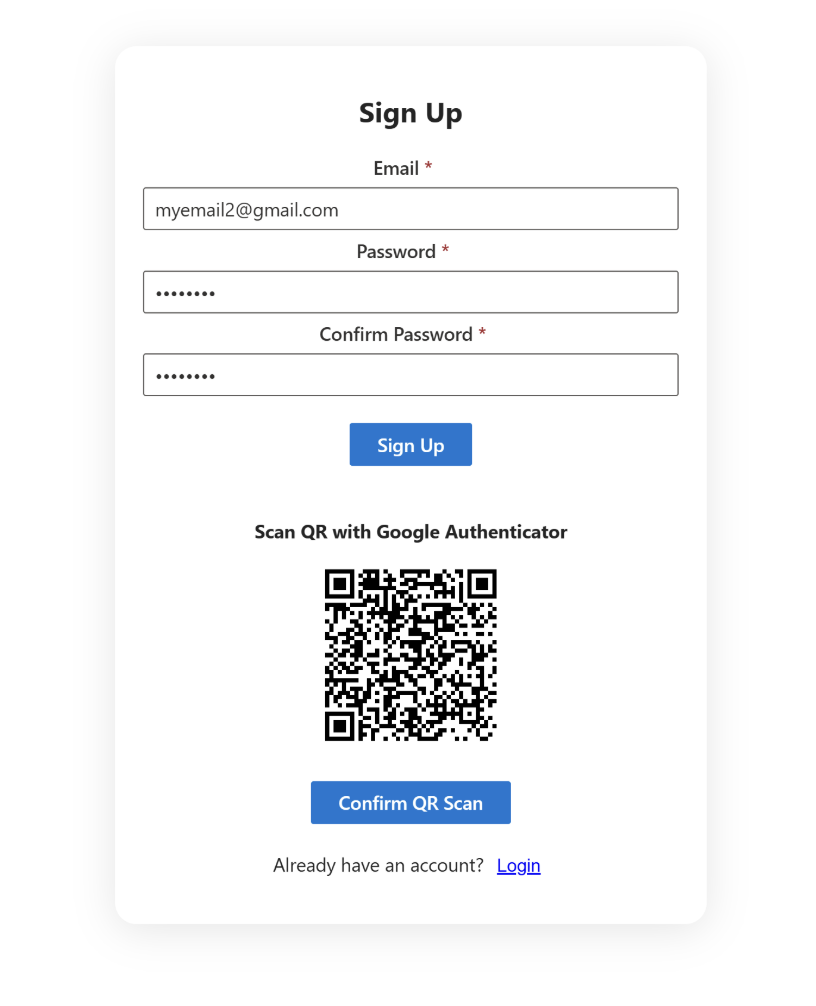 Sign Up
Email *
myemail2@gmail.com
Password *
••••••••
Confirm Password *
••••••••
Sign Up
Scan QR with Google Authenticator
Confirm QR Scan
Already have an account? Login